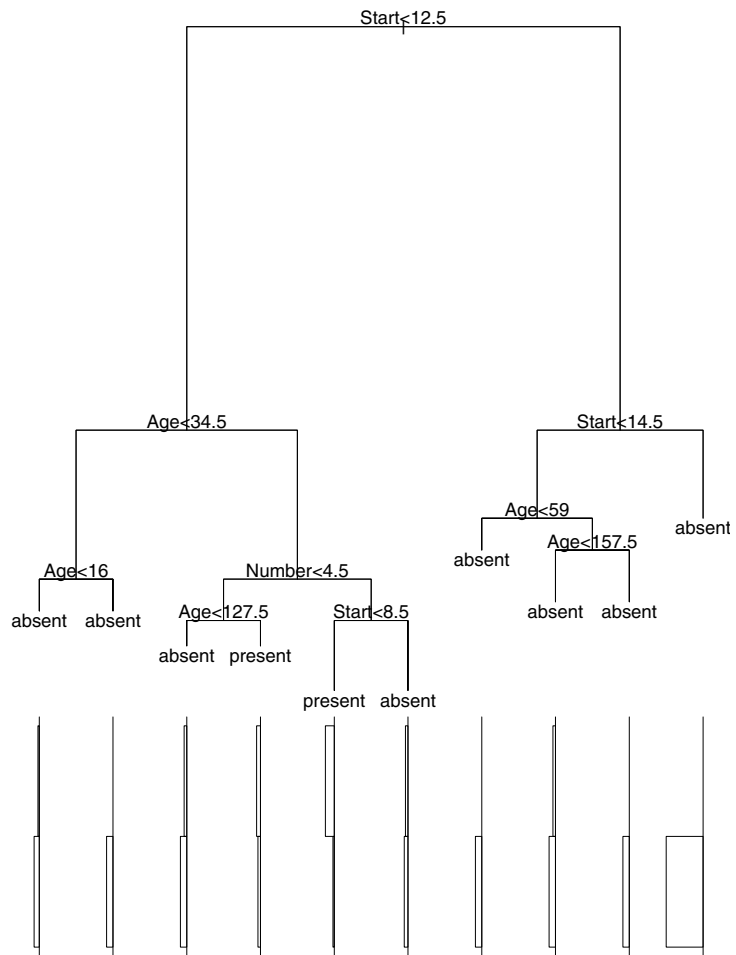 Start<12.5
Age<34.5 Start<14.5
Age<59
absent absent
Age<157.5
Age<16 Number<4.5
absent absent Age<127.5 Start<8.5 absent absent
absent present
present absent